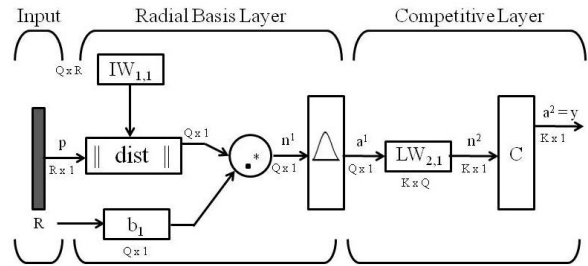 Input
Radial Basis Layer
Competitive Layer
Q x R
IW1,1
p
R x 1
|| dist ||
Q x 1
.*
n¹
Q x 1
a¹
Q x 1
LW2,1
K x Q
n²
K x 1
C
a² = y
K x 1
R
b1
Q x 1